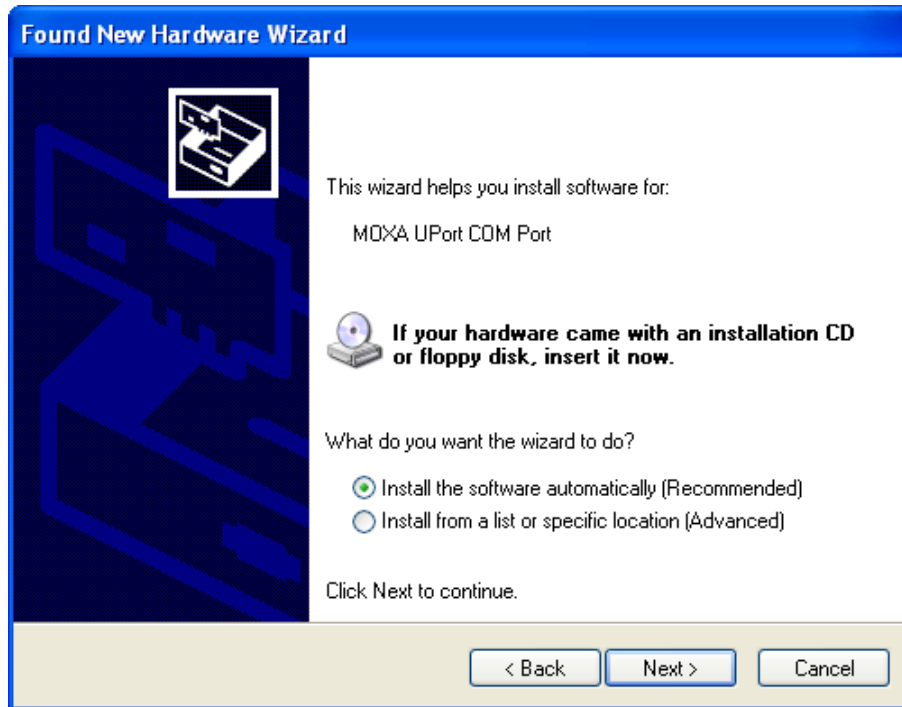 Found New Hardware Wizard
This wizard helps you install software for:
MOXA UPort COM Port
If your hardware came with an installation CD
or floppy disk, insert it now.
What do you want the wizard to do?
Install the software automatically (Recommended)
Install from a list or specific location (Advanced)
Click Next to continue.
< Back Next > Cancel